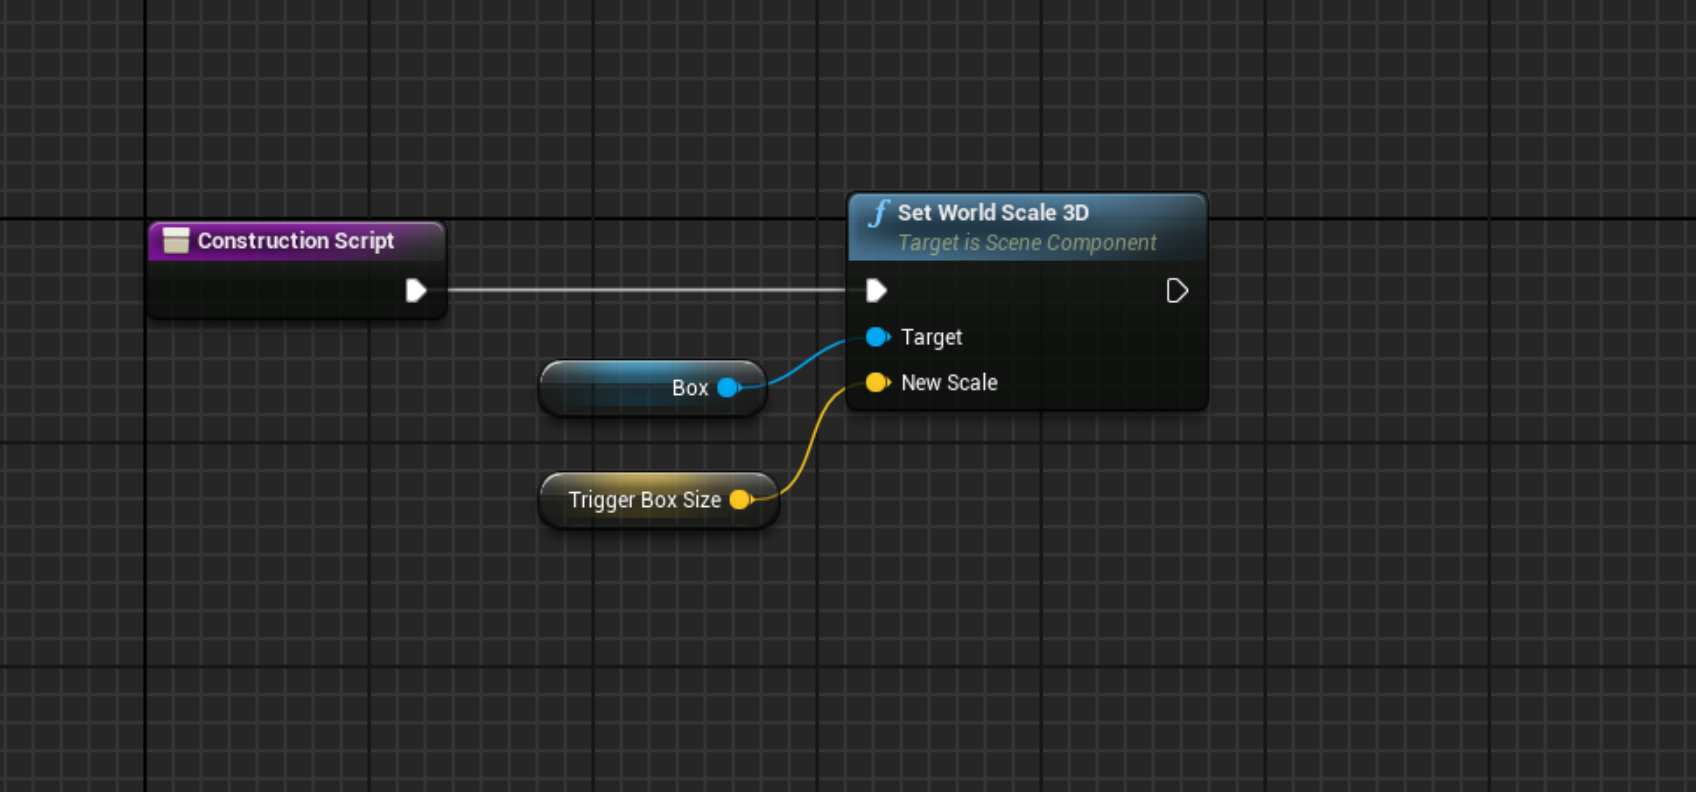 Construction Script
Set World Scale 3D
Target is Scene Component
Target
Box
New Scale
Trigger Box Size